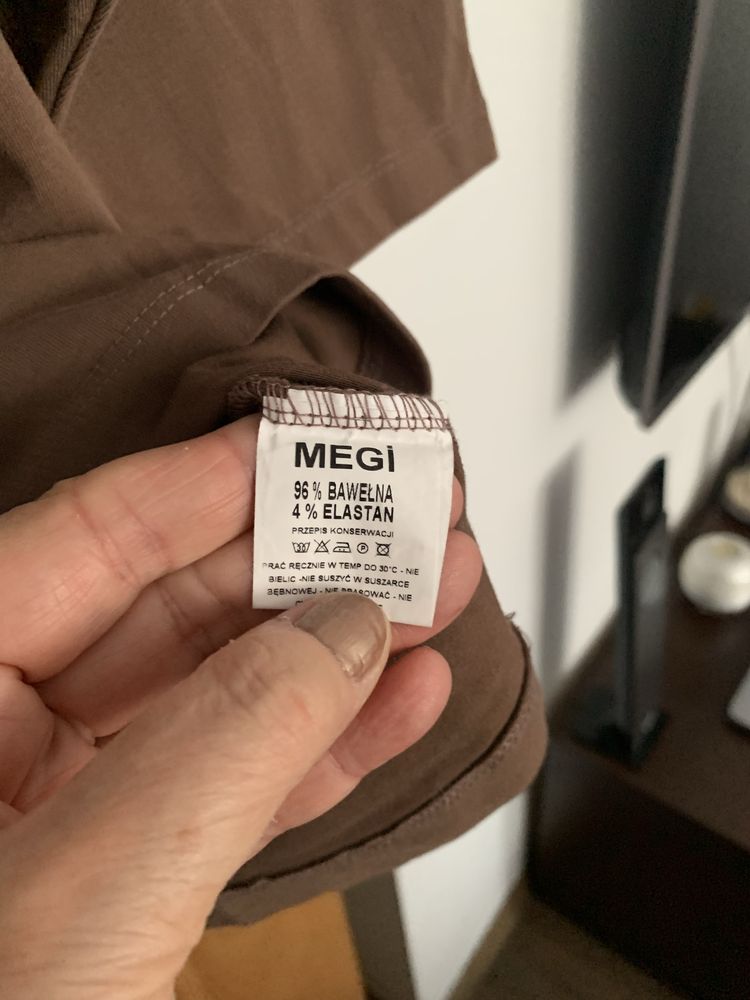 MEGİ
96 % BAWEŁNA
4 % ELASTAN
PRZEPIS KONSERWACJI
PRAĆ RĘCZNIE W TEMP DO 30°C - NIE
BIELIC -NIE SUSZYĆ W SUSZARCE
BĘBNOWEJ - NIE PRASOWAĆ - NIE